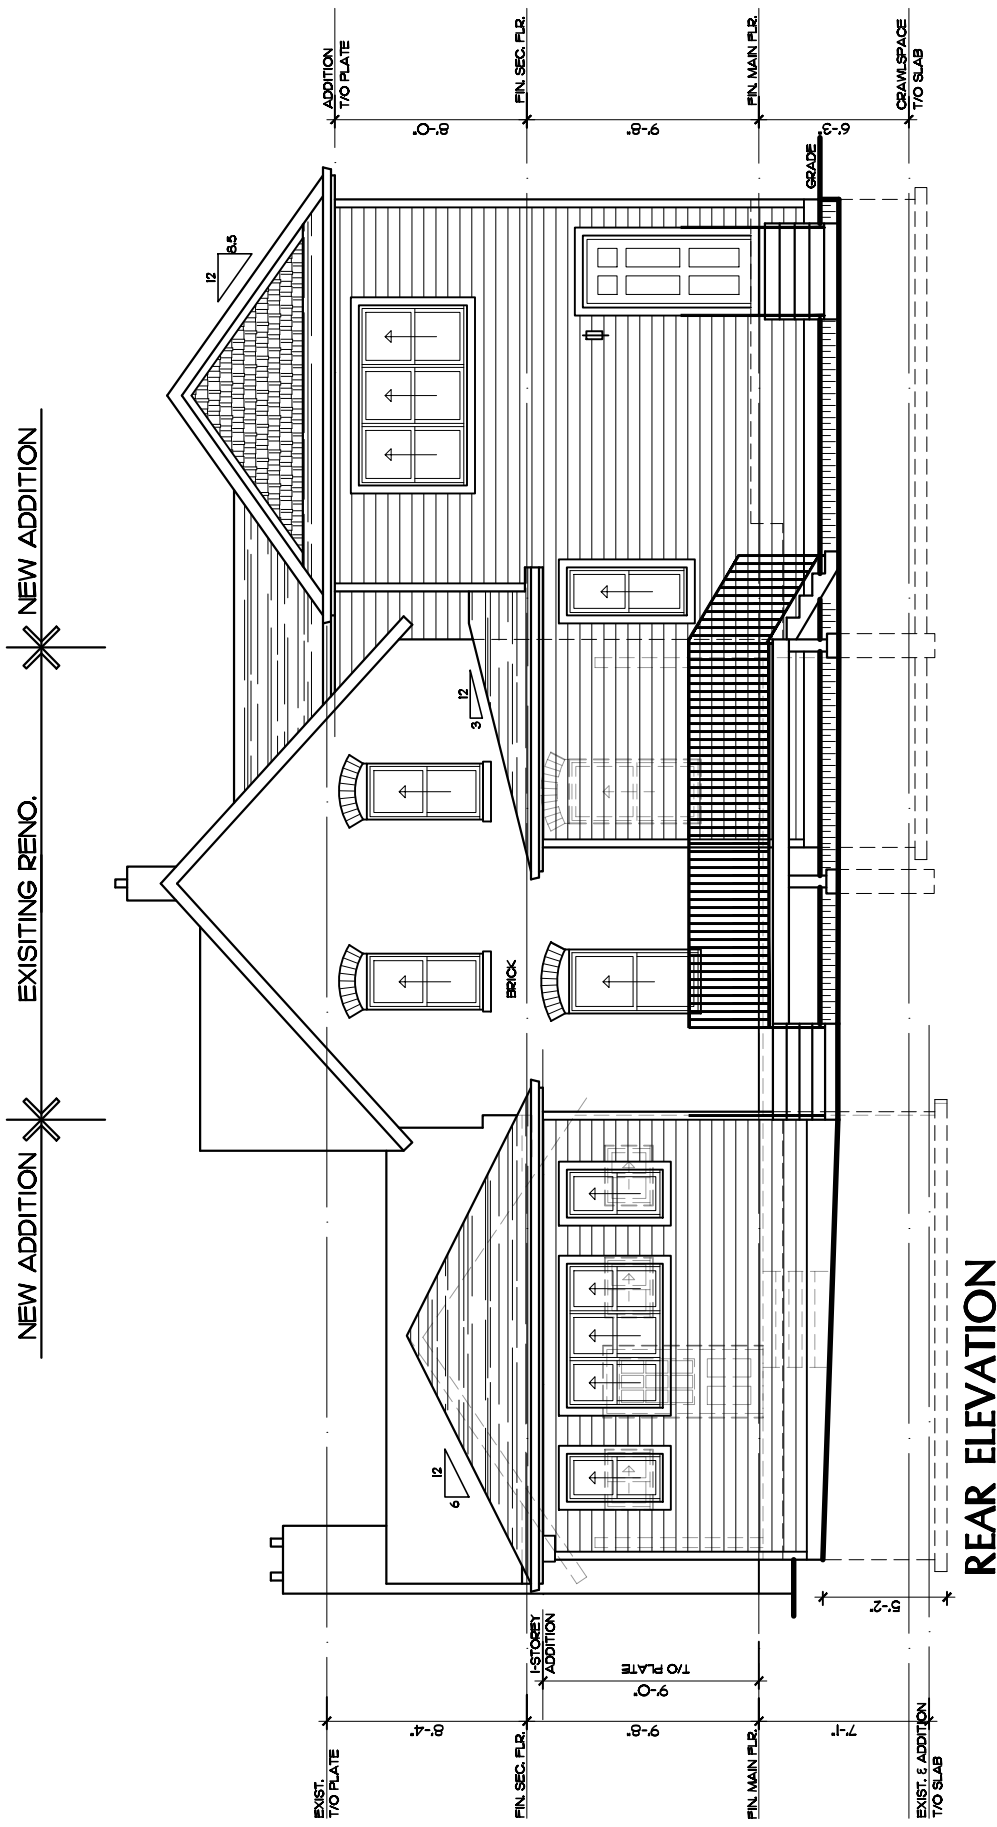 NEW ADDITION
EXISITING RENO.
NEW ADDITION
12
8.5
12
3
12
6
BRICK
ADDITION
T/O PLATE
8'-0"
FIN. SEC. FLR.
9'-8"
FIN. MAIN FLR.
GRADE
6'-3"
CRAWLSPACE
T/O SLAB
EXIST.
T/O PLATE
8'-4"
FIN. SEC. FLR.
1-STOREY
ADDITION
9'-0"
T/O PLATE
9'-8"
FIN. MAIN FLR.
7'-1"
5'-2"
EXIST. & ADDITION
T/O SLAB
REAR ELEVATION